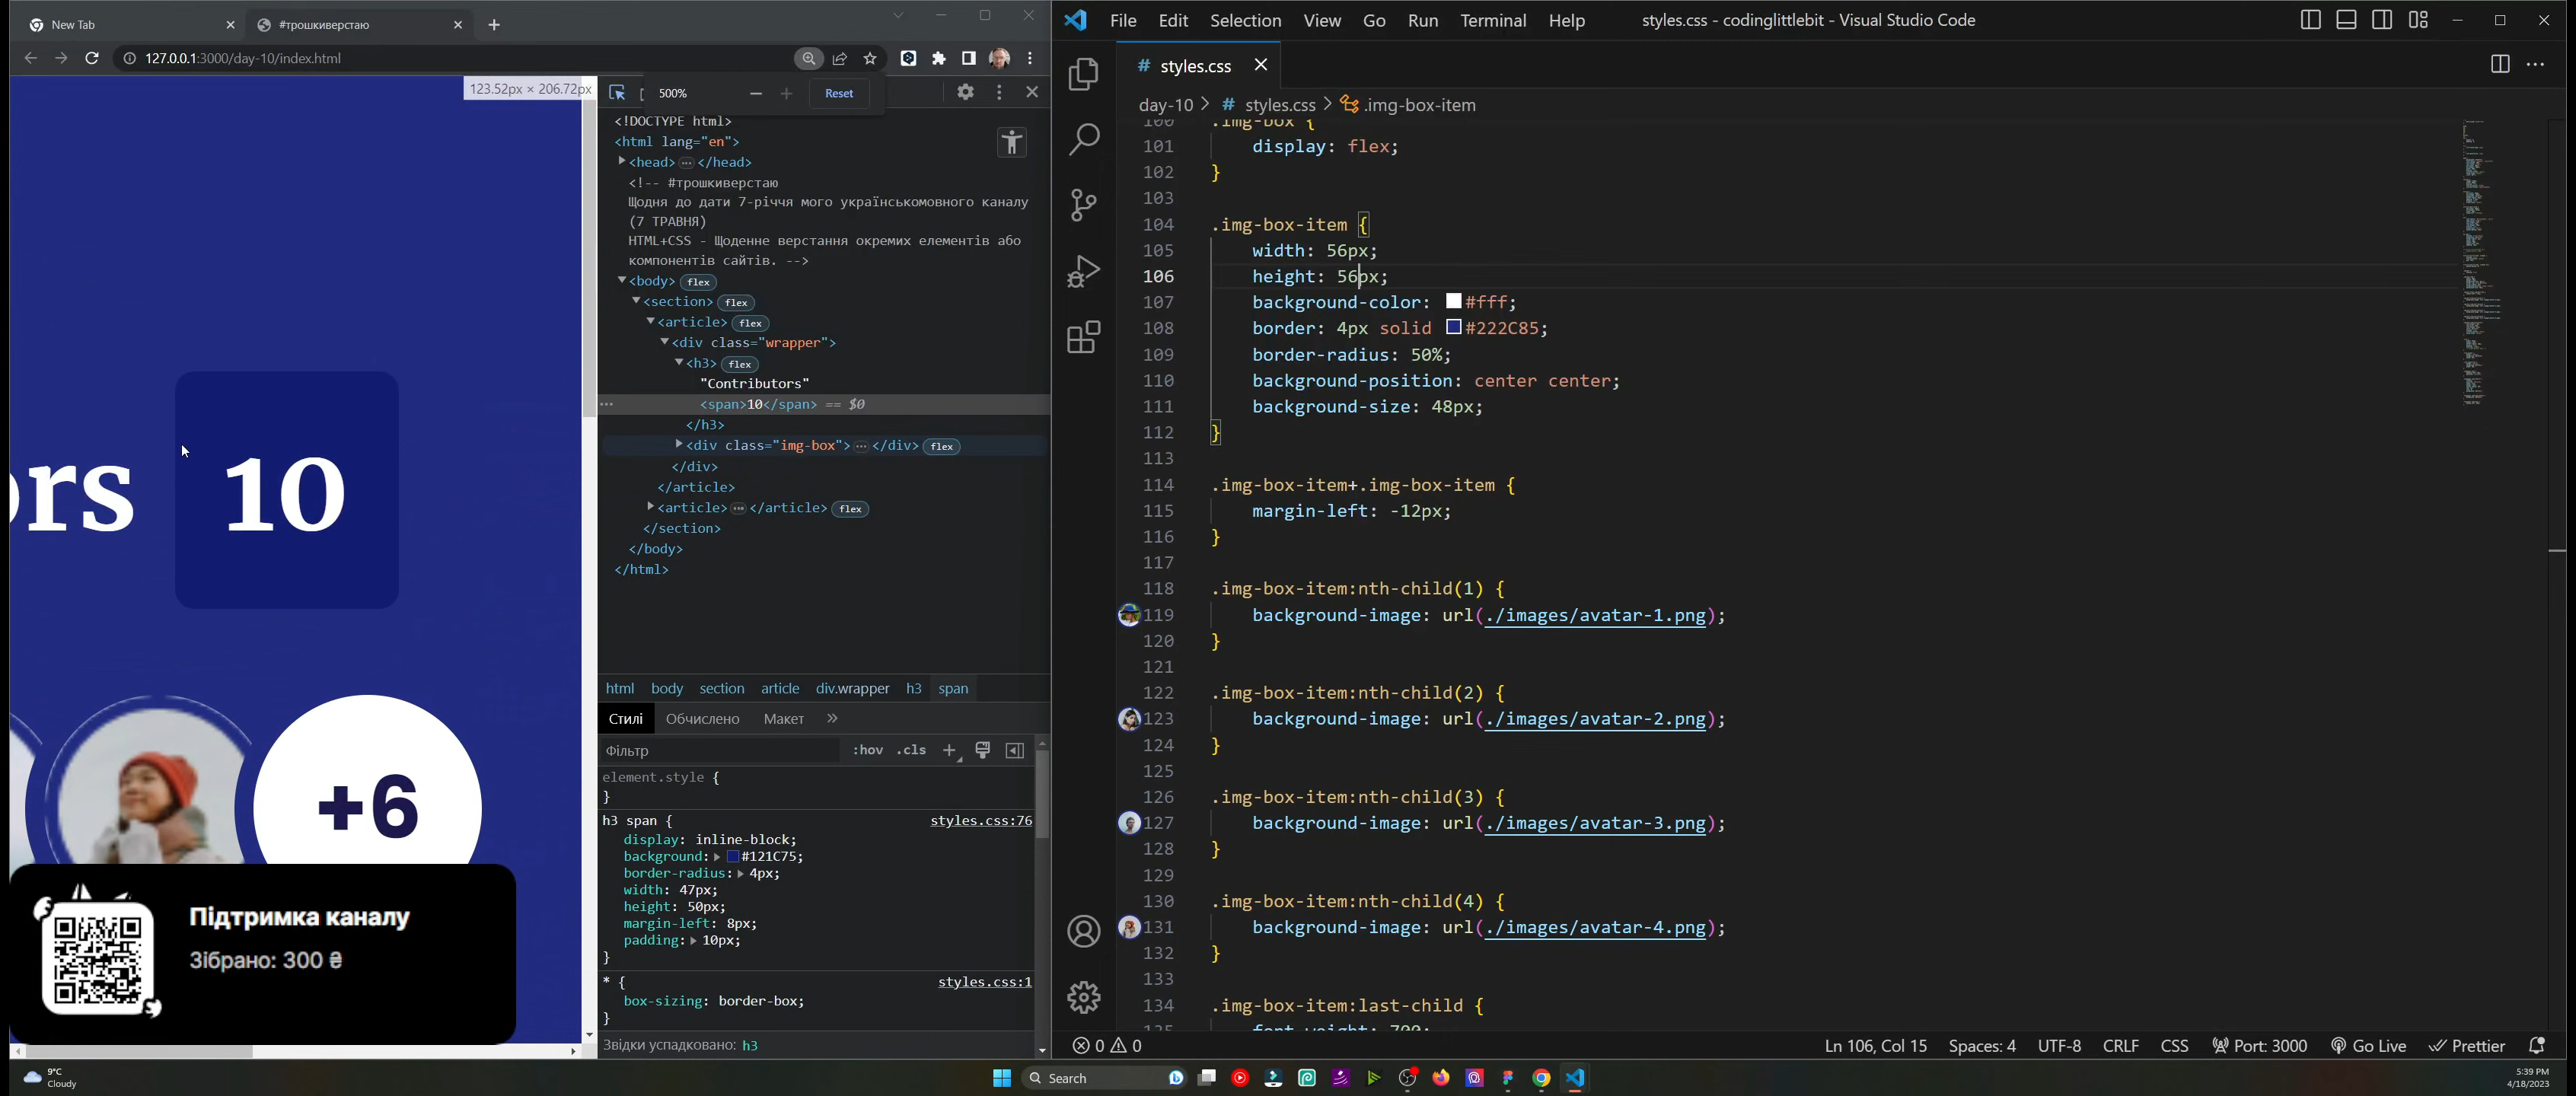 New Tab
#трошкиверстаю
127.0.0.1:3000/day-10/index.html
123.52px × 206.72px
500%
Reset
ors
10
+6
Підтримка каналу
Зібрано: 300 ₴
<!DOCTYPE html>
<html lang="en">
<head> ⋯ </head>
<!-- #трошкиверстаю
Щодня до дати 7-річчя мого українськомовного каналу
(7 ТРАВНЯ)
HTML+CSS - Щоденне верстання окремих елементів або
компонентів сайтів. -->
<body> flex
<section> flex
<article> flex
<div class="wrapper">
<h3> flex
"Contributors"
<span>10</span> == $0
</h3>
<div class="img-box"> ⋯ </div> flex
</div>
</article>
<article> ⋯ </article> flex
</section>
</body>
</html>
html body section article div.wrapper h3 span
Стилі Обчислено Макет »
Фільтр :hov .cls
element.style {
}
h3 span { styles.css:76
display: inline-block;
background: #121C75;
border-radius: 4px;
width: 47px;
height: 50px;
margin-left: 8px;
padding: 10px;
}
* { styles.css:1
box-sizing: border-box;
}
Звідки успадковано: h3
File Edit Selection View Go Run Terminal Help
styles.css - codinglittlebit - Visual Studio Code
# styles.css
day-10 > # styles.css > .img-box-item
100 .img-box {
101 display: flex;
102 }
103
104 .img-box-item {
105 width: 56px;
106 height: 56px;
107 background-color: #fff;
108 border: 4px solid #222C85;
109 border-radius: 50%;
110 background-position: center center;
111 background-size: 48px;
112 }
113
114 .img-box-item+.img-box-item {
115 margin-left: -12px;
116 }
117
118 .img-box-item:nth-child(1) {
119 background-image: url(./images/avatar-1.png);
120 }
121
122 .img-box-item:nth-child(2) {
123 background-image: url(./images/avatar-2.png);
124 }
125
126 .img-box-item:nth-child(3) {
127 background-image: url(./images/avatar-3.png);
128 }
129
130 .img-box-item:nth-child(4) {
131 background-image: url(./images/avatar-4.png);
132 }
133
134 .img-box-item:last-child {
135 font-weight: 700;
0 0
Ln 106, Col 15 Spaces: 4 UTF-8 CRLF CSS Port: 3000 Go Live Prettier
9°C
Cloudy
Search
5:39 PM
4/18/2023